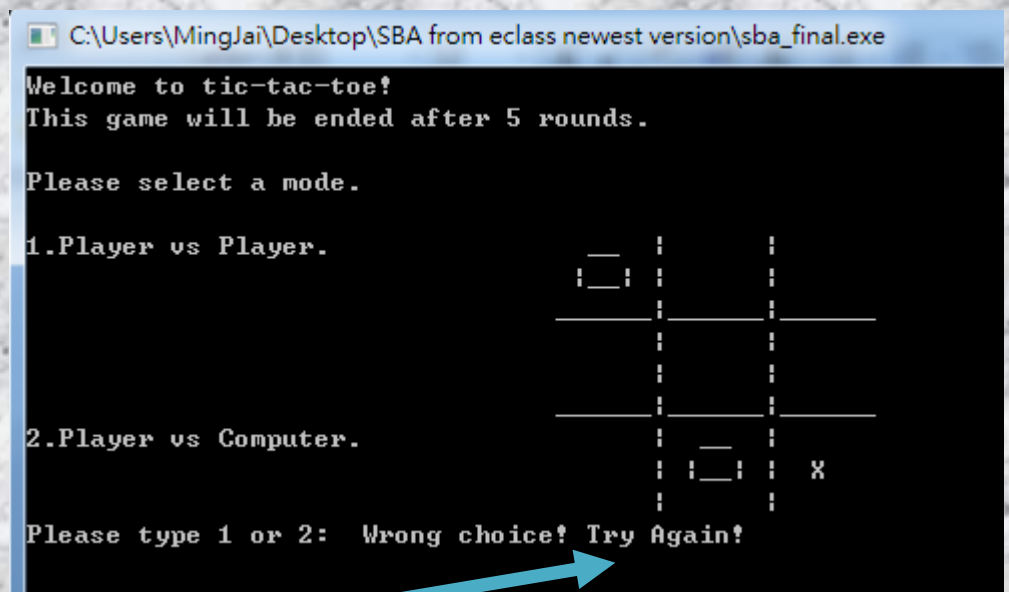 C:\Users\MingJai\Desktop\SBA from eclass newest version\sba_final.exe
Welcome to tic-tac-toe!
This game will be ended after 5 rounds.
Please select a mode.
1.Player vs Player.
2.Player vs Computer.
X
Please type 1 or 2:  Wrong choice! Try Again!